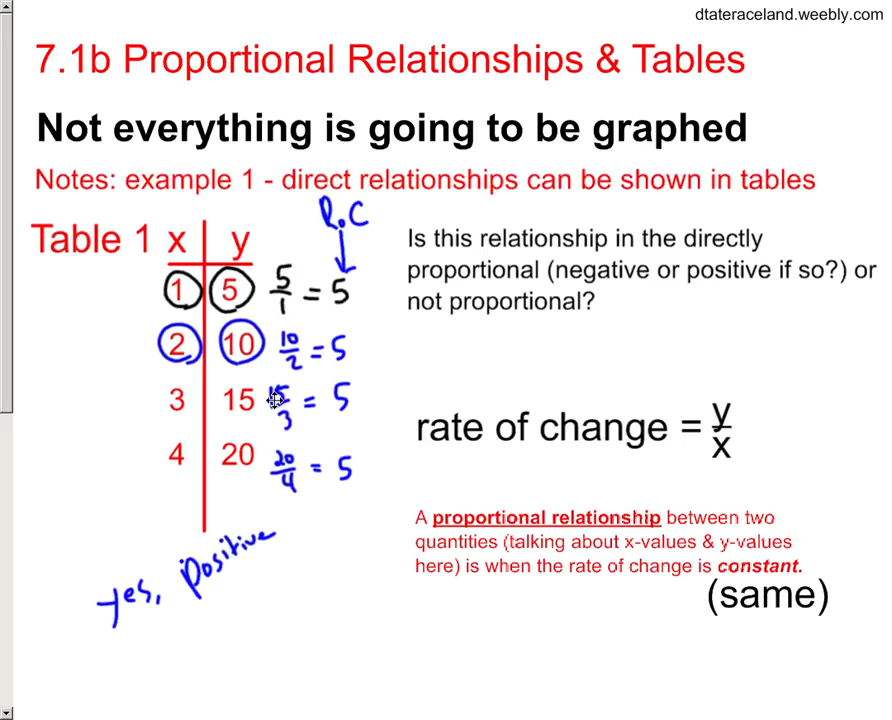 dtateraceland.weebly.com
7.1b Proportional Relationships & Tables
Not everything is going to be graphed
Notes: example 1 - direct relationships can be shown in tables
R.C
Table 1 x y
1 5 5/1 = 5
2 10 10/2 = 5
3 15 15/3 = 5
4 20 20/4 = 5
yes, positive
Is this relationship in the directly
proportional (negative or positive if so?) or
not proportional?
rate of change = y/x
A proportional relationship between two
quantities (talking about x-values & y-values
here) is when the rate of change is constant.
(same)